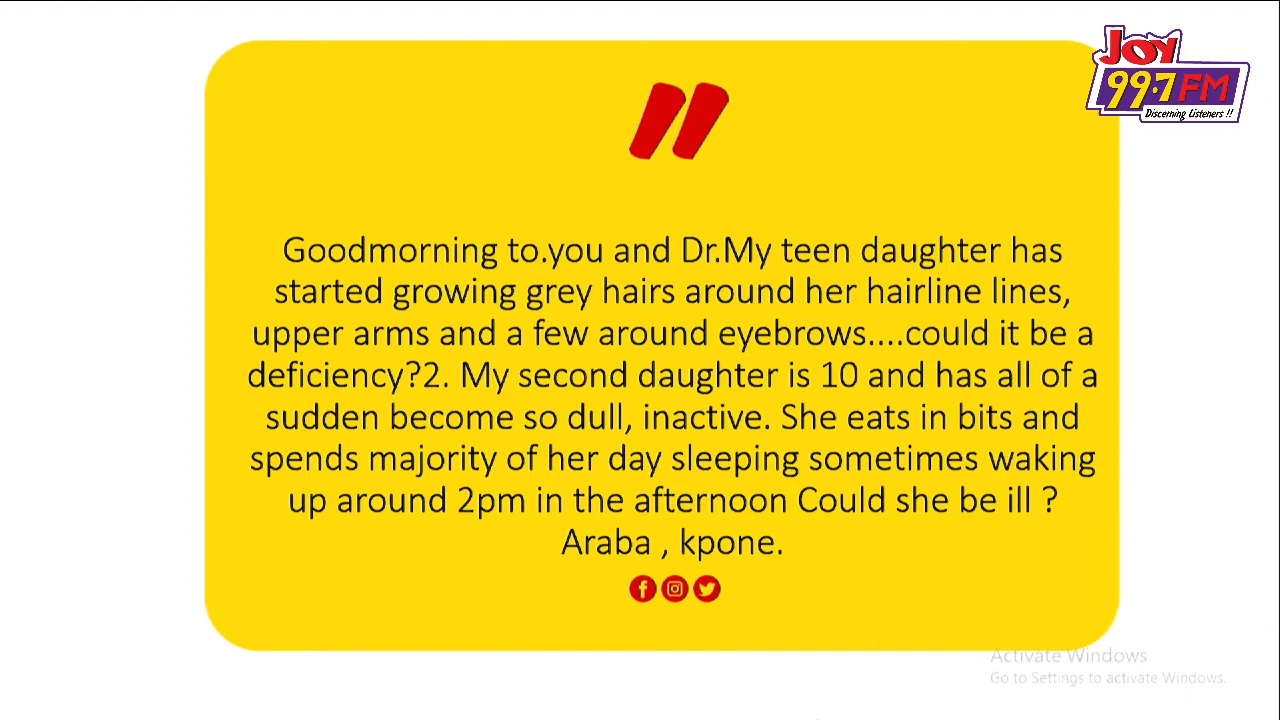 JOY
99.7 FM
Discerning Listeners !!
Goodmorning to.you and Dr.My teen daughter has
started growing grey hairs around her hairline lines,
upper arms and a few around eyebrows....could it be a
deficiency?2. My second daughter is 10 and has all of a
sudden become so dull, inactive. She eats in bits and
spends majority of her day sleeping sometimes waking
up around 2pm in the afternoon Could she be ill ?
Araba , kpone.
Activate Windows
Go to Settings to activate Windows.